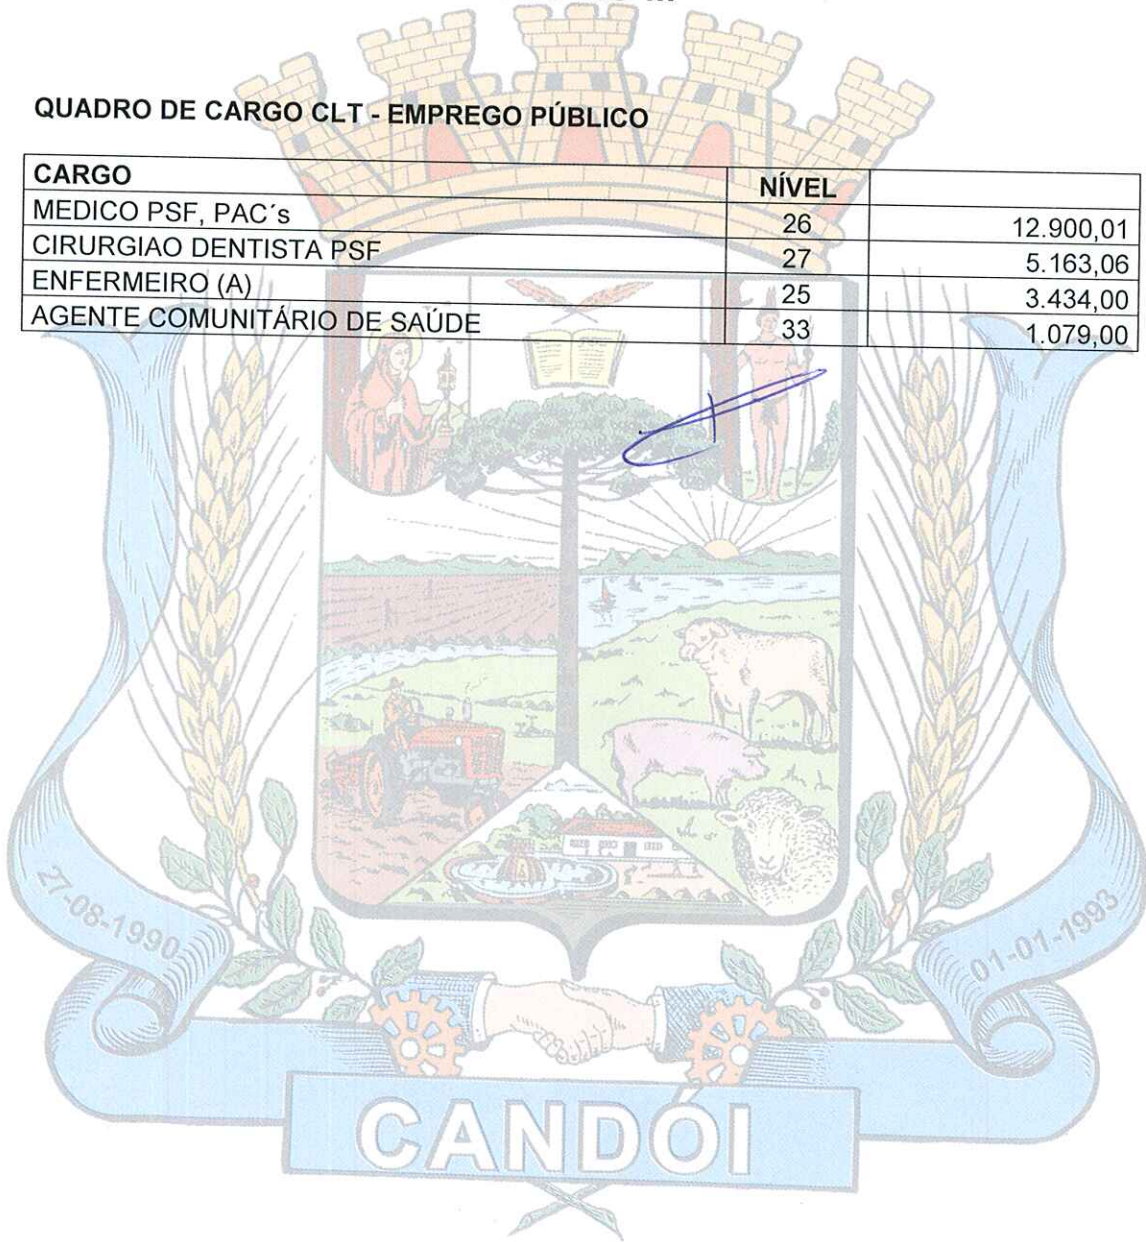 QUADRO DE CARGO CLT - EMPREGO PÚBLICO
CARGO NÍVEL
MEDICO PSF, PAC´s 26 12.900,01
CIRURGIAO DENTISTA PSF 27 5.163,06
ENFERMEIRO (A) 25 3.434,00
AGENTE COMUNITÁRIO DE SAÚDE 33 1.079,00
27-08-1990
01-01-1993
CANDÓI